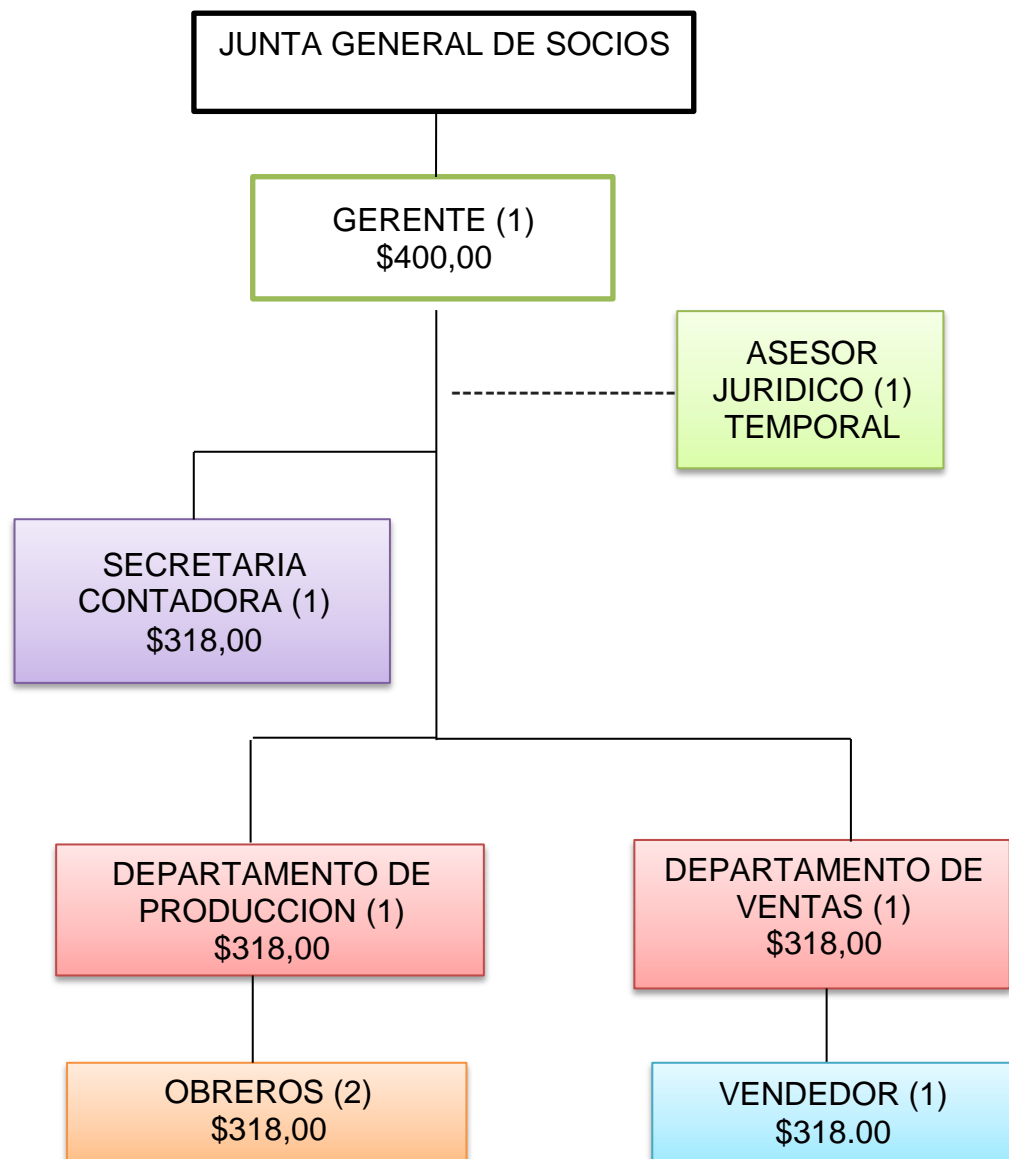 JUNTA GENERAL DE SOCIOS
GERENTE (1)
$400,00
ASESOR
JURIDICO (1)
TEMPORAL
SECRETARIA
CONTADORA (1)
$318,00
DEPARTAMENTO DE
PRODUCCION (1)
$318,00
DEPARTAMENTO DE
VENTAS (1)
$318,00
OBREROS (2)
$318,00
VENDEDOR (1)
$318.00